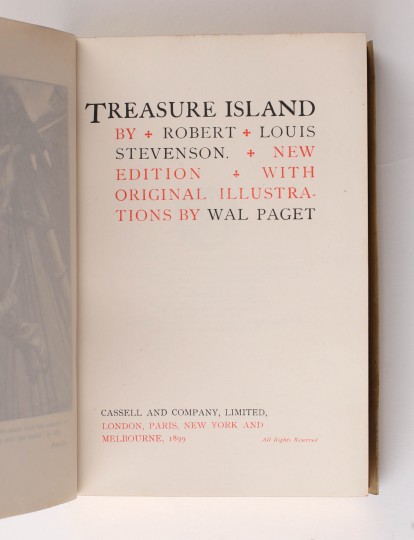 TREASURE ISLAND
BY ✢ ROBERT ✢ LOUIS
STEVENSON. ✢ NEW
EDITION ✢ WITH
ORIGINAL ILLUSTRA-
TIONS BY WAL PAGET
CASSELL AND COMPANY, LIMITED,
LONDON, PARIS, NEW YORK AND
MELBOURNE, 1899 All Rights Reserved